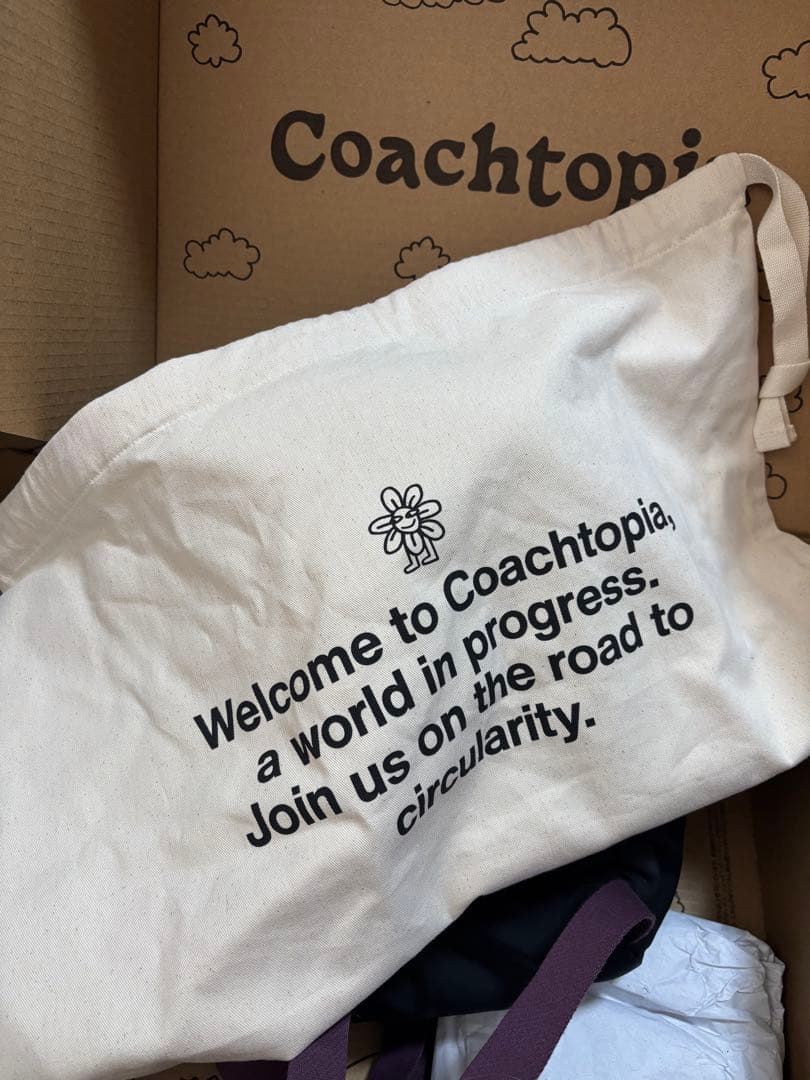 Coachtopi
Welcome to Coachtopia,
a world in progress.
Join us on the road to
circularity.